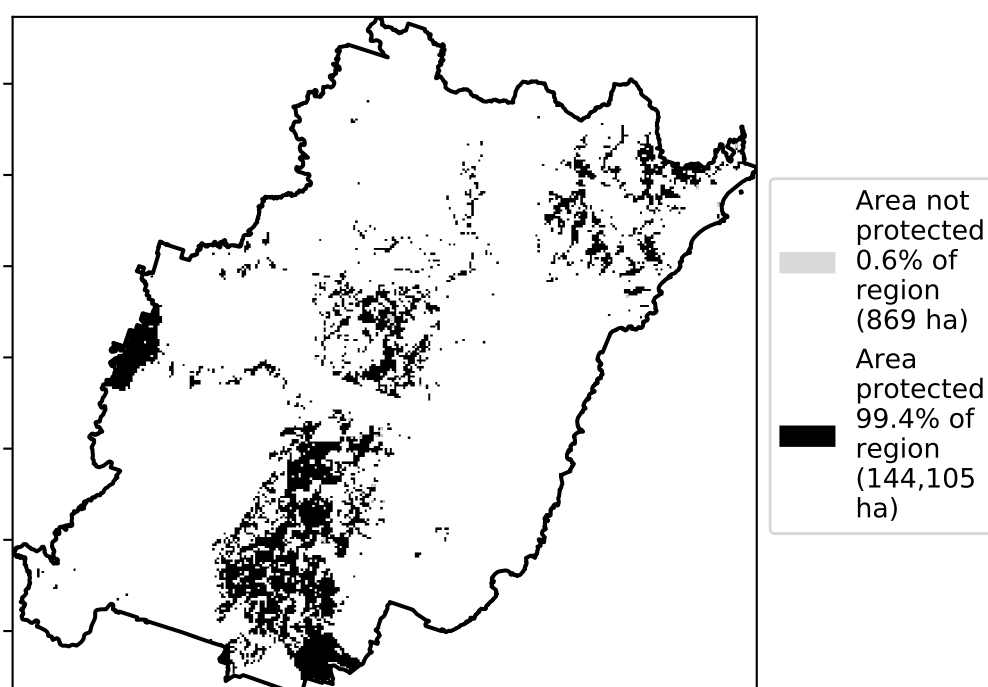 Area not
protected
0.6% of
region
(869 ha)
Area
protected
99.4% of
region
(144,105
ha)